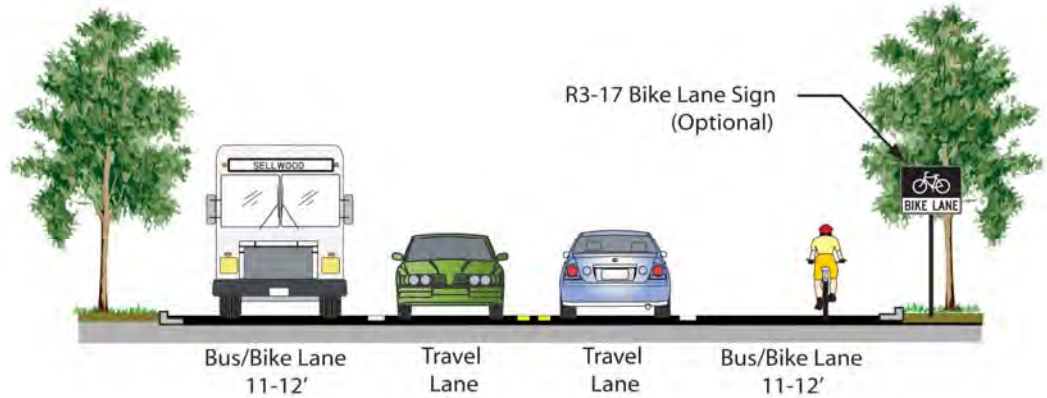 R3-17 Bike Lane Sign
(Optional)
SELLWOOD
BIKE LANE
Bus/Bike Lane
11-12'
Travel
Lane
Travel
Lane
Bus/Bike Lane
11-12'